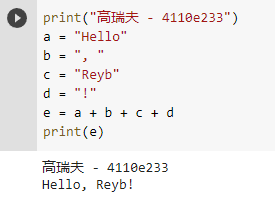 print("高瑞夫 - 4110e233")
a = "Hello"
b = ", "
c = "Reyb"
d = "!"
e = a + b + c + d
print(e)
高瑞夫 - 4110e233
Hello, Reyb!